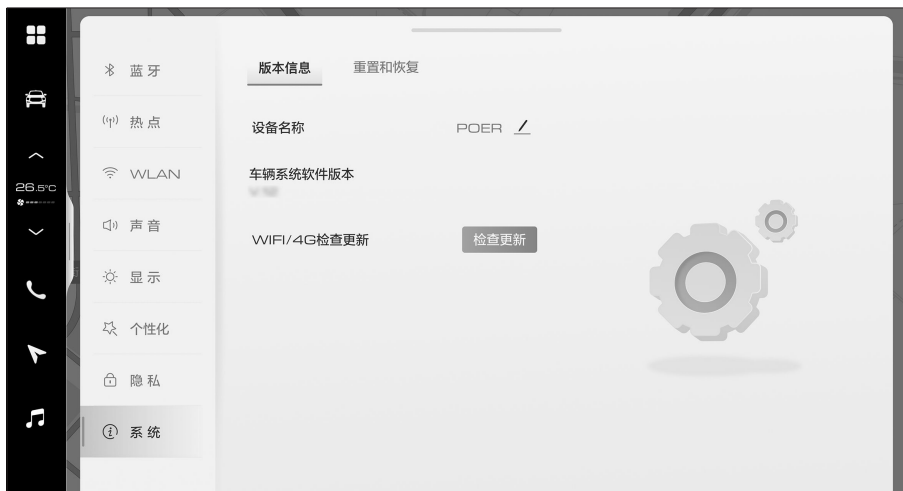 版本信息
重置和恢复
蓝牙
热点
WLAN
声音
显示
个性化
隐私
系统
26.5°C
设备名称
POER
车辆系统软件版本
WIFI/4G检查更新
检查更新